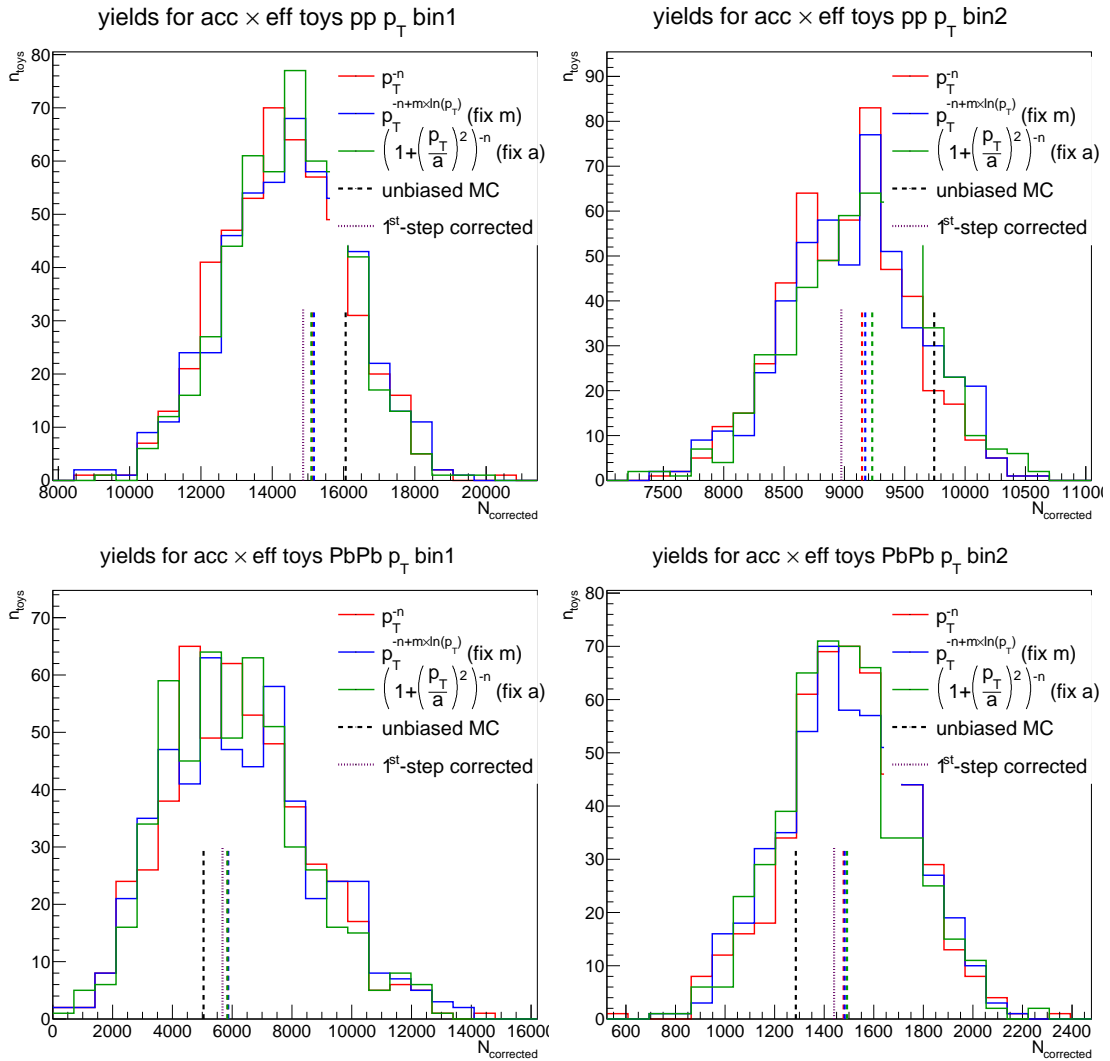 yields for acc × eff toys pp p_T bin1
n_toys
80
70
60
50
40
30
20
10
0
8000 10000 12000 14000 16000 18000 20000
N_corrected
p_T^-n
p_T^-n+m×ln(p_T) (fix m)
(1+(p_T/a)^2)^-n (fix a)
unbiased MC
1^st-step corrected
yields for acc × eff toys pp p_T bin2
n_toys
90
80
70
60
50
40
30
20
10
0
7500 8000 8500 9000 9500 10000 10500 1100
N_corrected
p_T^-n
p_T^-n+m×ln(p_T) (fix m)
(1+(p_T/a)^2)^-n (fix a)
unbiased MC
1^st-step corrected
yields for acc × eff toys PbPb p_T bin1
n_toys
70
60
50
40
30
20
10
0
0 2000 4000 6000 8000 10000 12000 14000 16000
N_corrected
p_T^-n
p_T^-n+m×ln(p_T) (fix m)
(1+(p_T/a)^2)^-n (fix a)
unbiased MC
1^st-step corrected
yields for acc × eff toys PbPb p_T bin2
n_toys
80
70
60
50
40
30
20
10
0
600 800 1000 1200 1400 1600 1800 2000 2200 2400
N_corrected
p_T^-n
p_T^-n+m×ln(p_T) (fix m)
(1+(p_T/a)^2)^-n (fix a)
unbiased MC
1^st-step corrected